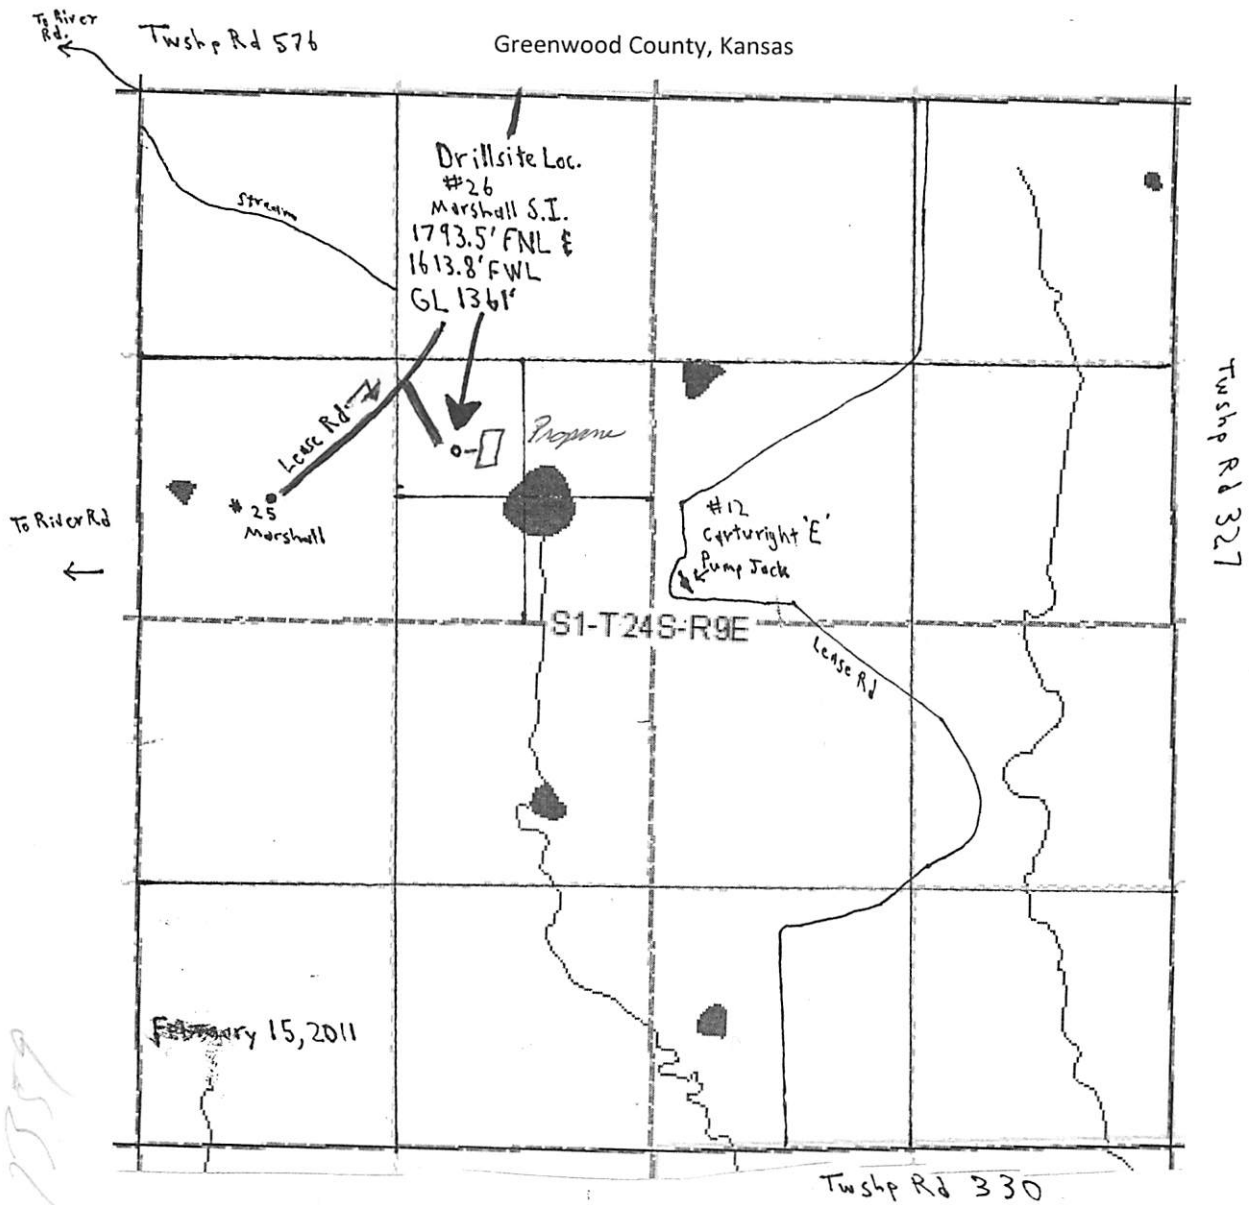 To River
Rd.
Twshp Rd 576
Greenwood County, Kansas
Drillsite Loc.
#26
Marshall S.I.
1793.5' FNL &
1613.8' FWL
GL 1361'
Stream
Lease Rd
Propane
#25
Marshall
To River Rd
#12
Cartwright 'E'
Pump Jack
Twshp Rd 327
S1-T24S-R9E
Lease Rd
February 15, 2011
Twshp Rd 330